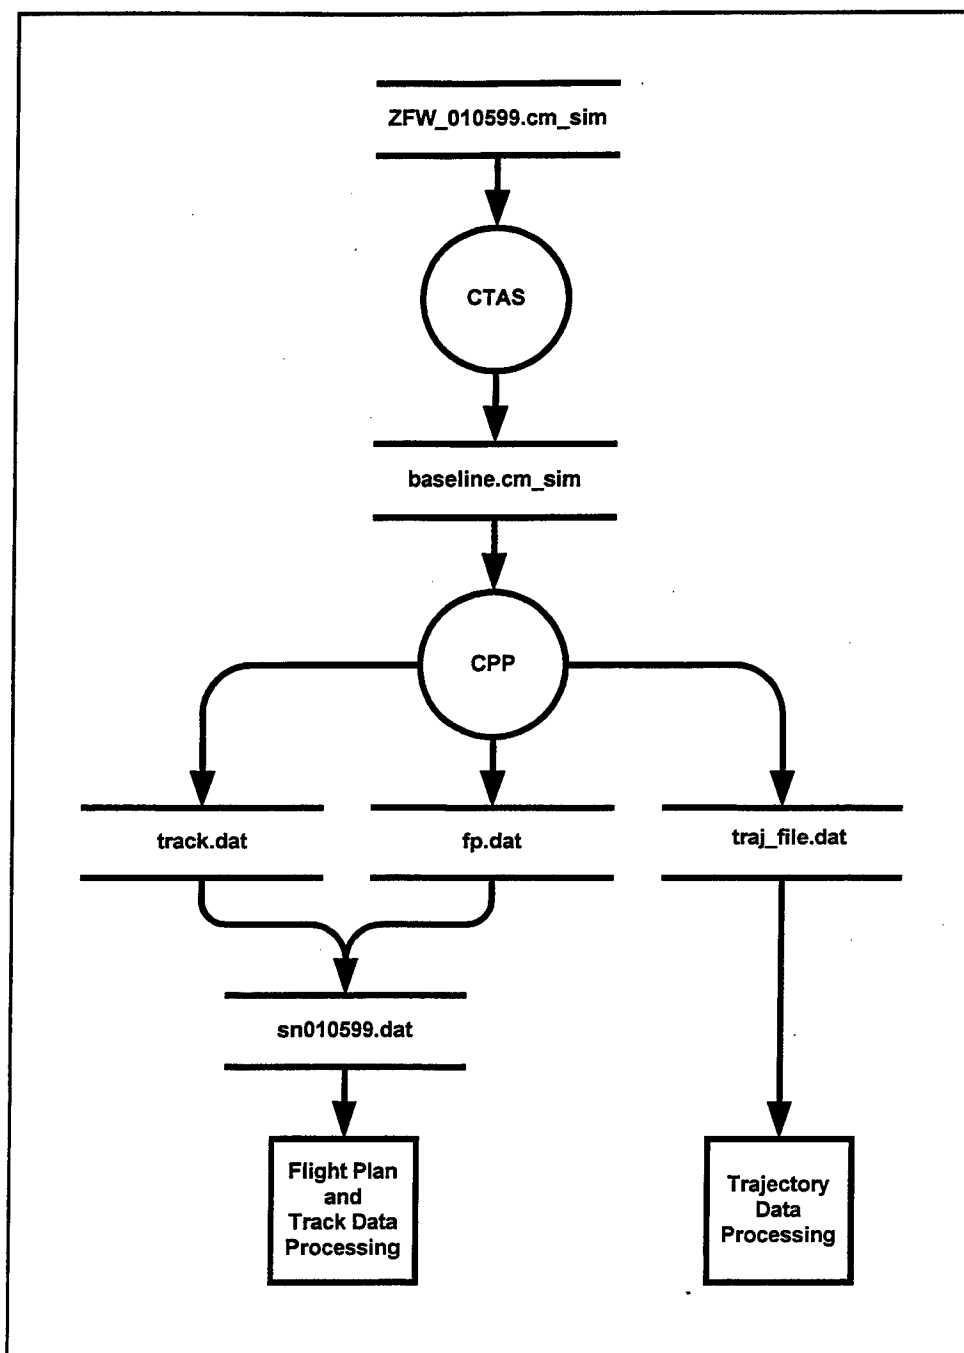 ZFW_010599.cm_sim
CTAS
baseline.cm_sim
CPP
track.dat
fp.dat
traj_file.dat
sn010599.dat
Flight Plan
and
Track Data
Processing
Trajectory
Data
Processing